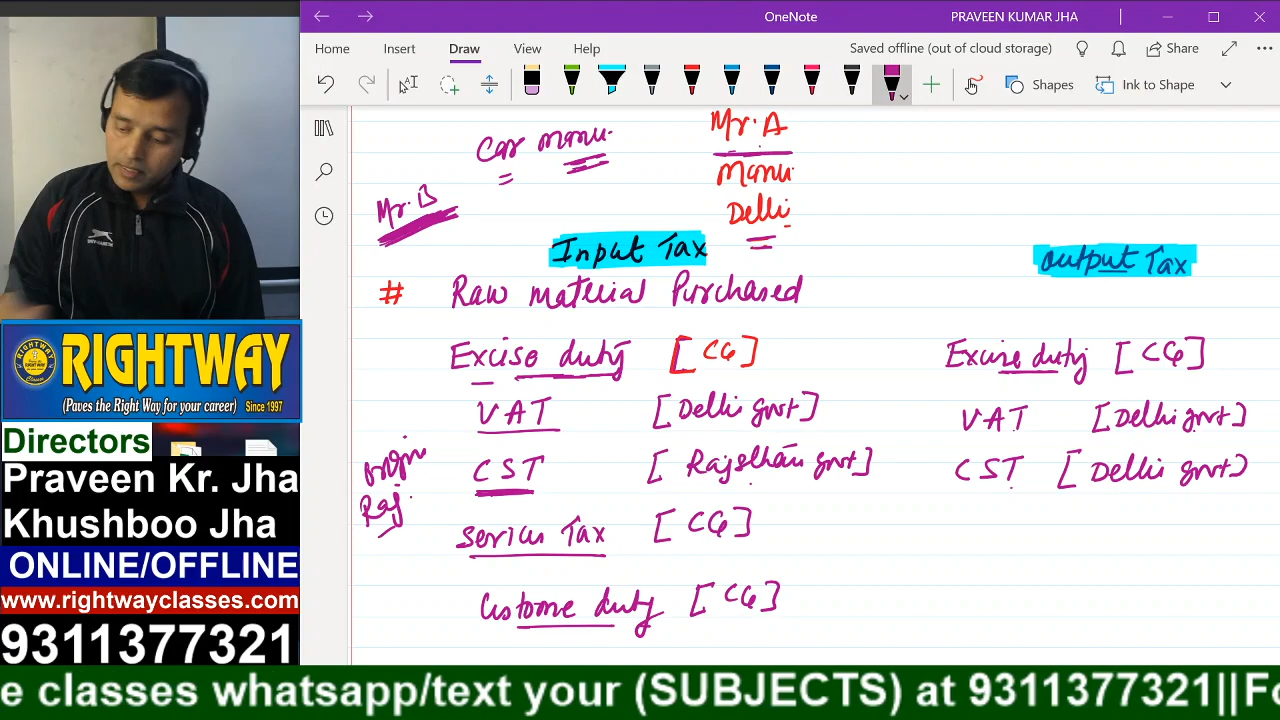 OneNote
PRAVEEN KUMAR JHA
Home Insert Draw View Help
Saved offline (out of cloud storage)
Share
Shapes
Ink to Shape
Car manu.
Mr. A
Manu.
Delhi
Mr. B
Input Tax
Output Tax
# Raw material Purchased
Excise duty [CG]
Excise duty [CG]
VAT [Delhi govt]
VAT [Delhi govt]
origin
Raj
CST [Rajsthan govt]
CST [Delhi govt]
Service Tax [CG]
Custome duty [CG]
RIGHTWAY
(Paves the Right Way for your career) Since 1997
Directors
Praveen Kr. Jha
Khushboo Jha
ONLINE/OFFLINE
www.rightwayclasses.com
9311377321
e classes whatsapp/text your (SUBJECTS) at 9311377321||Fo